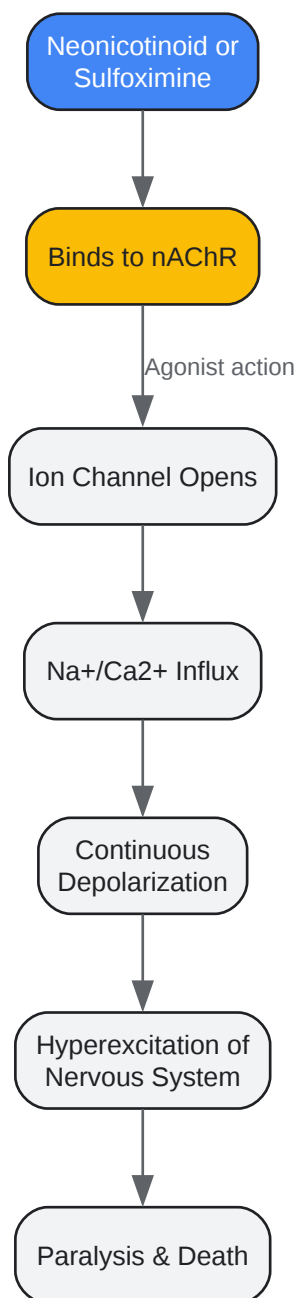 Neonicotinoid or
Sulfoximine
Binds to nAChR
Agonist action
Ion Channel Opens
Na+/Ca2+ Influx
Continuous
Depolarization
Hyperexcitation of
Nervous System
Paralysis & Death